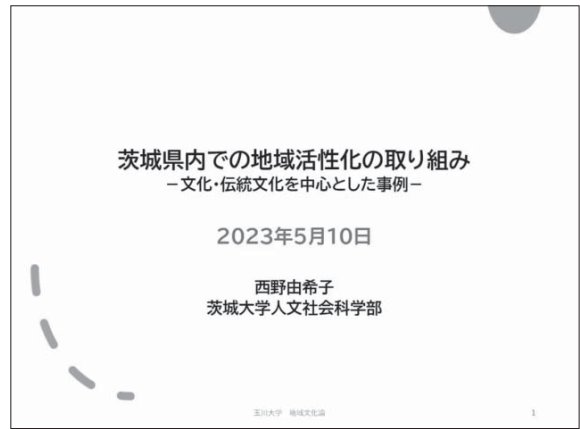 茨城県内での地域活性化の取り組み
－文化・伝統文化を中心とした事例－
2023年5月10日
西野由希子
茨城大学人文社会科学部
玉川大学 地域文化論
1